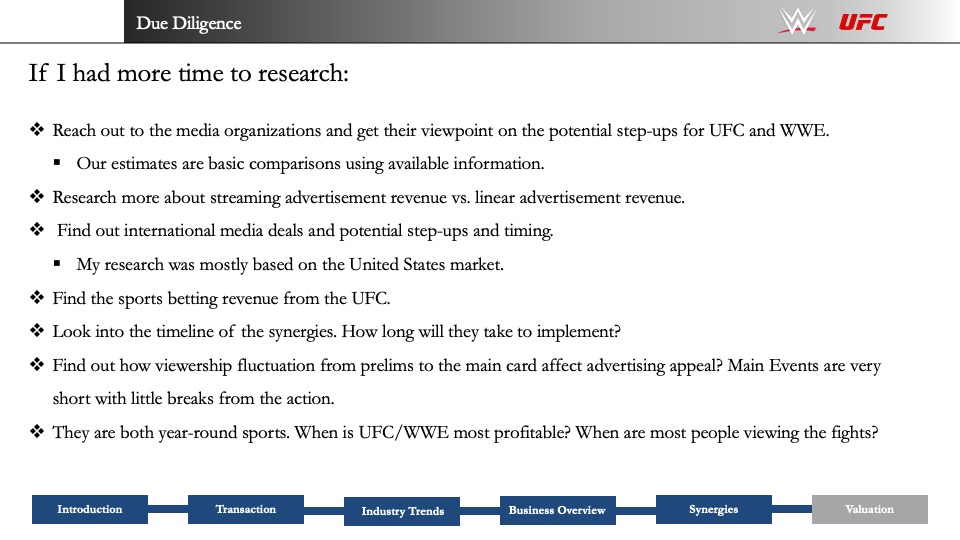 Due Diligence
W
UFC
If I had more time to research:
❖ Reach out to the media organizations and get their viewpoint on the potential step-ups for UFC and WWE.
▪ Our estimates are basic comparisons using available information.
❖ Research more about streaming advertisement revenue vs. linear advertisement revenue.
❖ Find out international media deals and potential step-ups and timing.
▪ My research was mostly based on the United States market.
❖ Find the sports betting revenue from the UFC.
❖ Look into the timeline of the synergies. How long will they take to implement?
❖ Find out how viewership fluctuation from prelims to the main card affect advertising appeal? Main Events are very
short with little breaks from the action.
❖ They are both year-round sports. When is UFC/WWE most profitable? When are most people viewing the fights?
Introduction
Transaction
Industry Trends
Business Overview
Synergies
Valuation